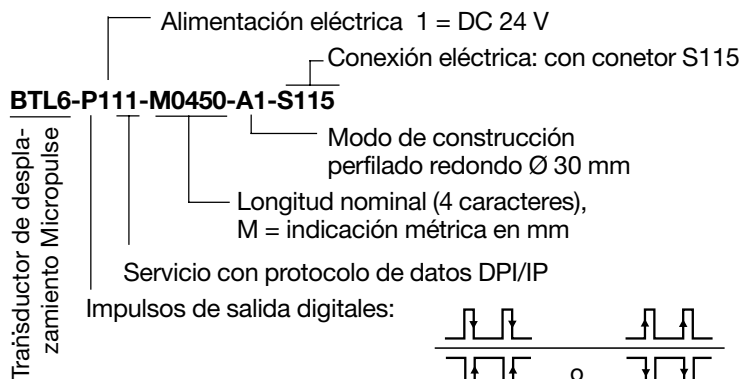 Alimentación eléctrica 1 = DC 24 V
Conexión eléctrica: con conetor S115
BTL6-P111-M0450-A1-S115
Modo de construcción
perfilado redondo Ø 30 mm
Longitud nominal (4 caracteres),
M = indicación métrica en mm
Servicio con protocolo de datos DPI/IP
Impulsos de salida digitales:
o
Transductor de despla-
zamiento Micropulse